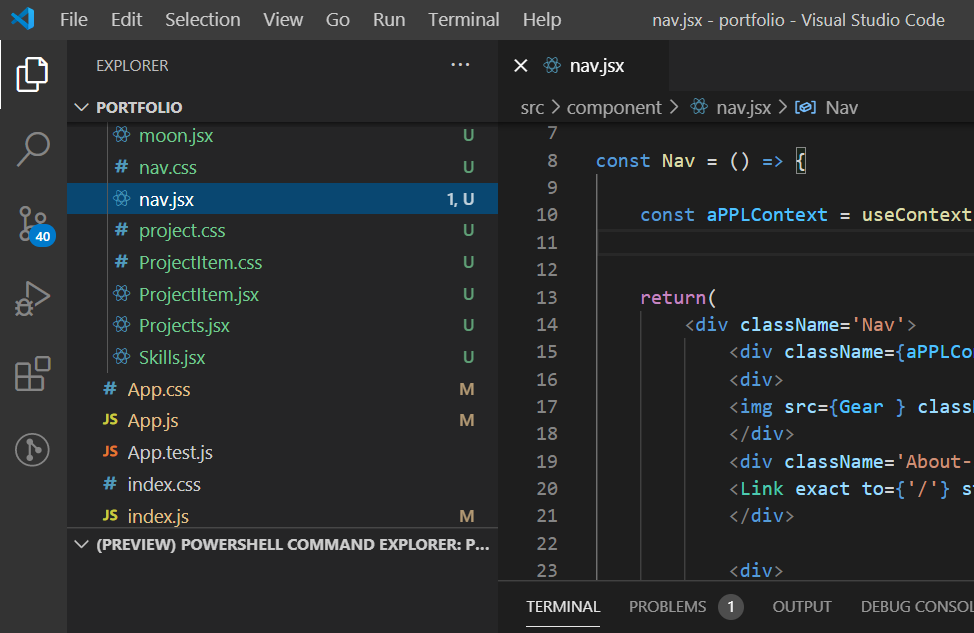 File Edit Selection View Go Run Terminal Help nav.jsx - portfolio - Visual Studio Code
EXPLORER ...
nav.jsx
PORTFOLIO
src > component > nav.jsx > Nav
moon.jsx U
# nav.css U
nav.jsx 1, U
# project.css U
# ProjectItem.css U
ProjectItem.jsx U
Projects.jsx U
Skills.jsx U
# App.css M
JS App.js M
JS App.test.js
# index.css
JS index.js M
40
(PREVIEW) POWERSHELL COMMAND EXPLORER: P...
7
8 const Nav = () => {
9
10 const aPPLContext = useContext
11
12
13 return(
14 <div className='Nav'>
15 <div className={aPPLCo
16 <div>
17 <img src={Gear } class
18 </div>
19 <div className='About-
20 <Link exact to={'/'} s
21 </div>
22
23 <div>
TERMINAL PROBLEMS 1 OUTPUT DEBUG CONSOL